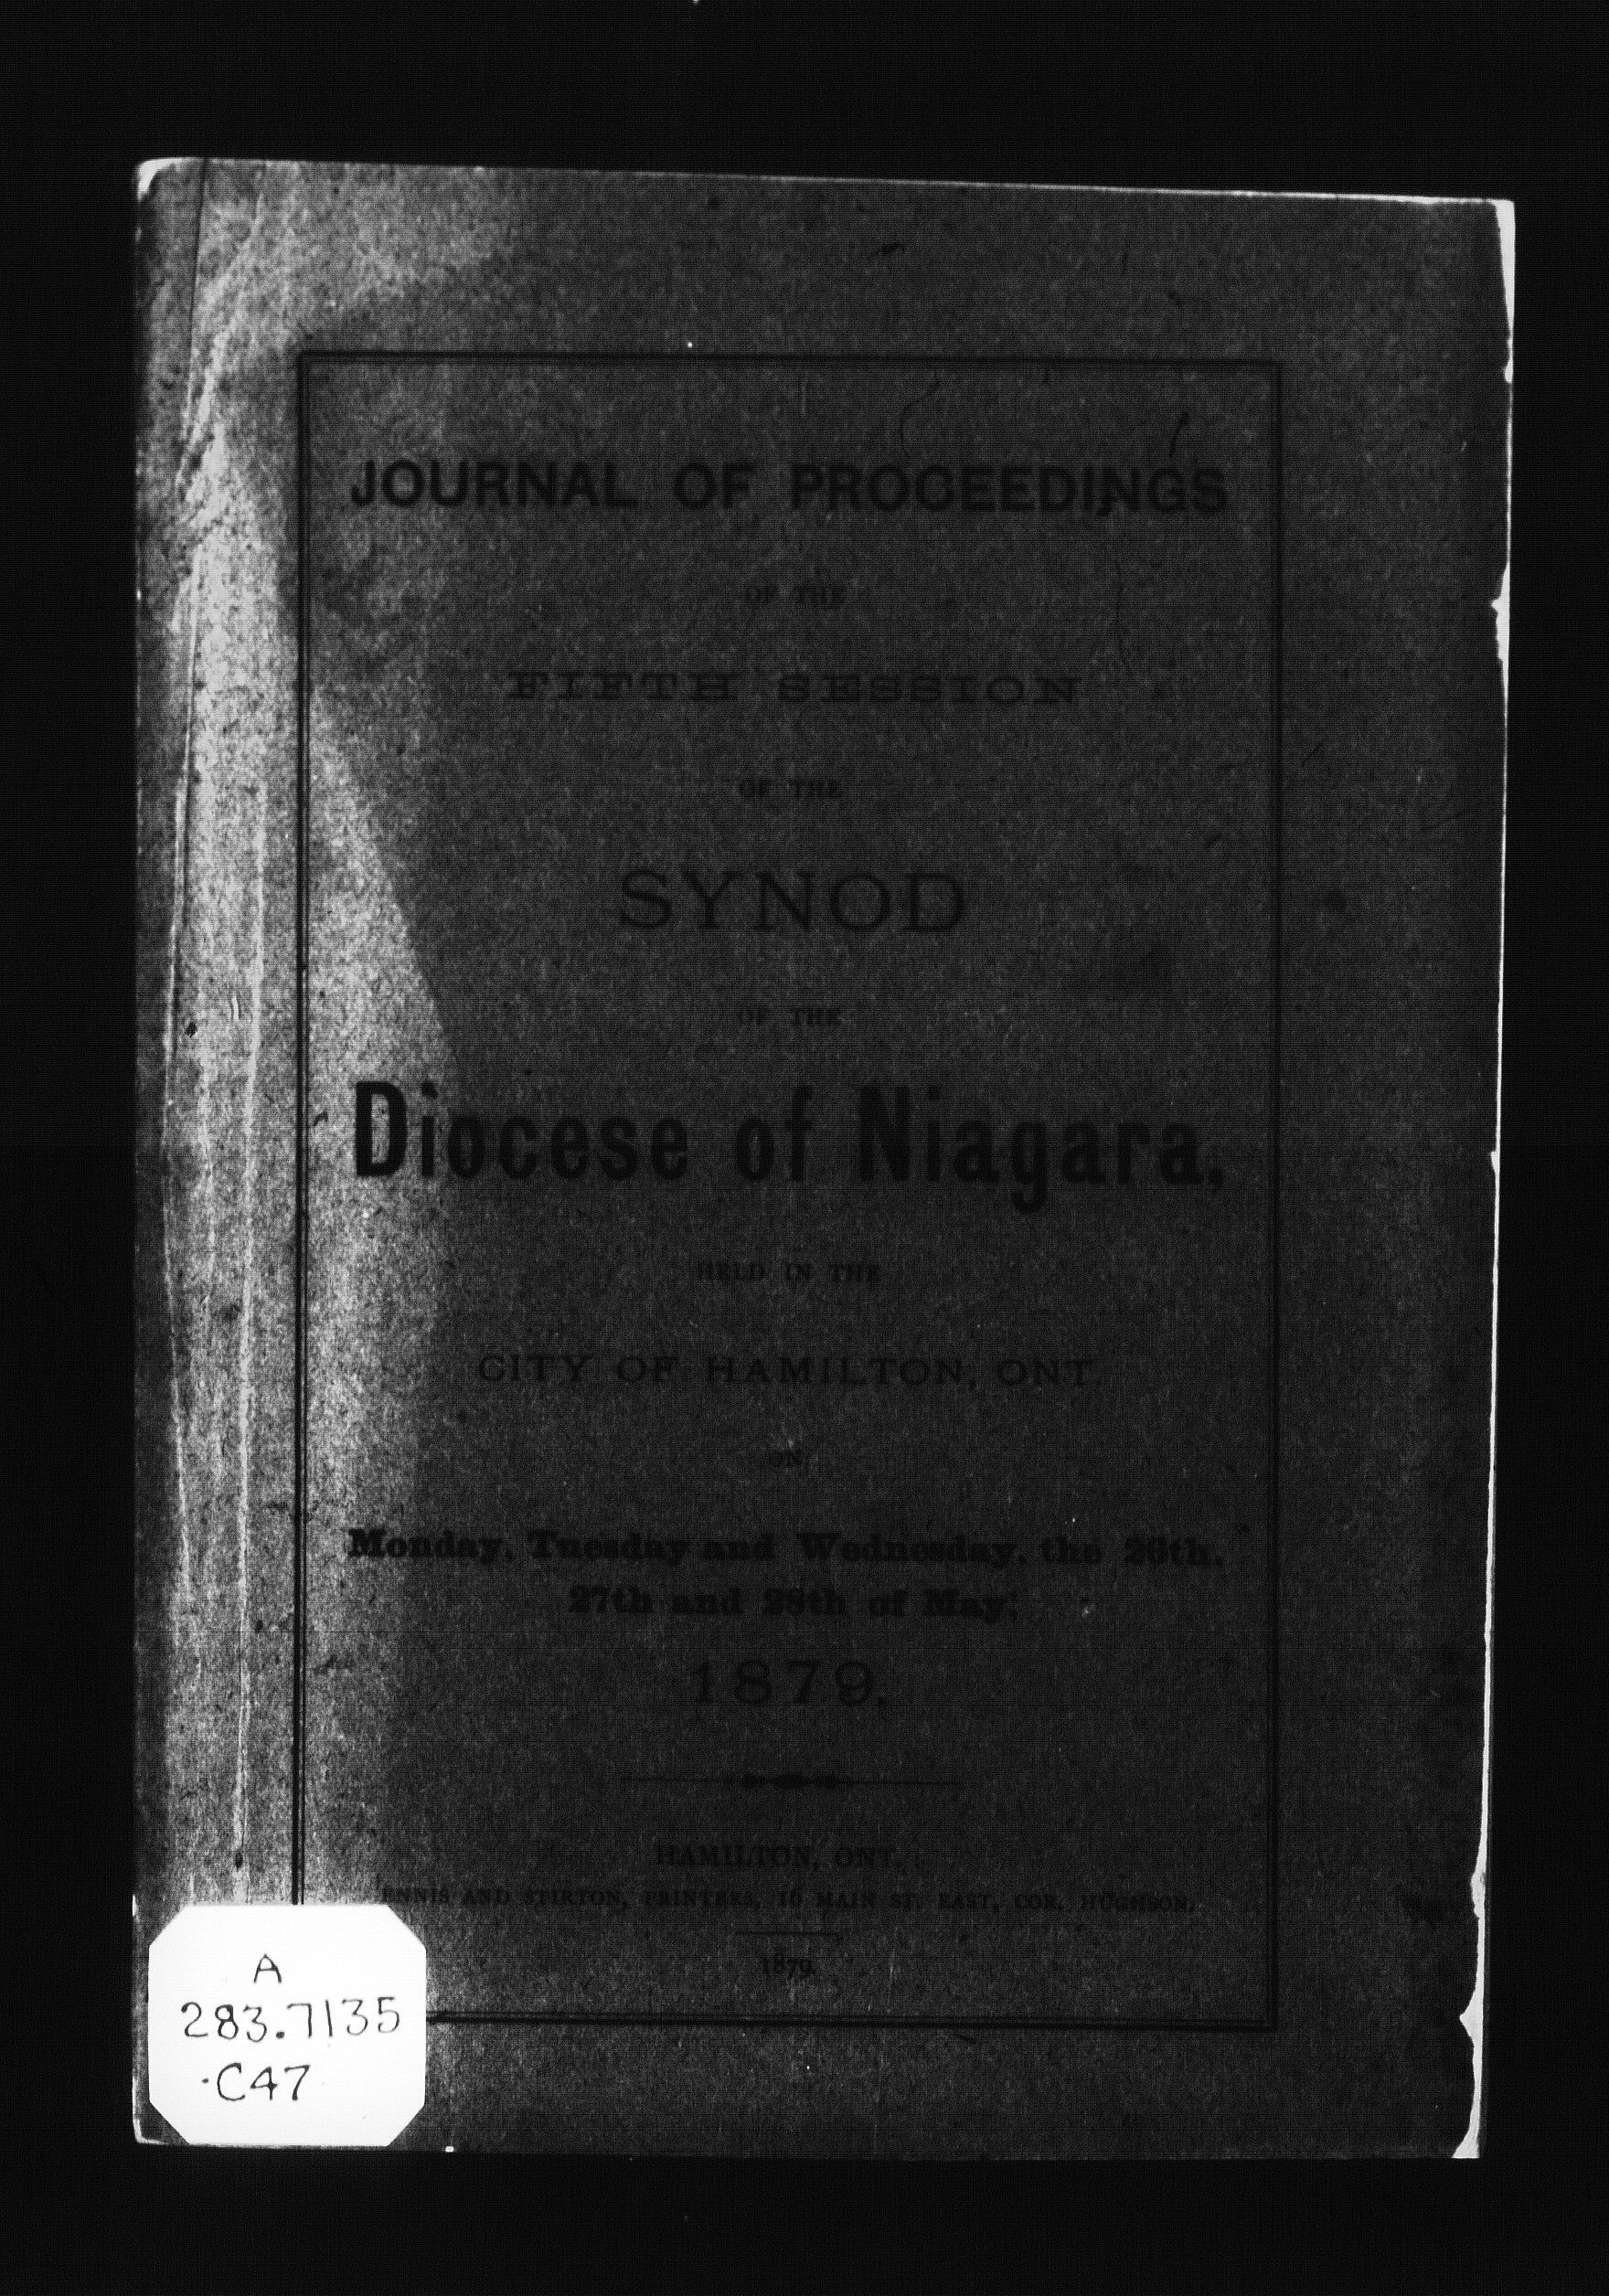 JOURNAL OF PROCEEDINGS
OF THE
FIFTH SESSION
OF THE
SYNOD
OF THE
Diocese of Niagara,
HELD IN THE
CITY OF HAMILTON, ONT.
ON
Monday, Tuesday and Wednesday, the 26th,
27th and 28th of May,
1879.
HAMILTON, ONT.
ENNIS AND STIRTON, PRINTERS, 16 MAIN ST. EAST, COR. HUGHSON.
1879.
A
283.7135
.C47